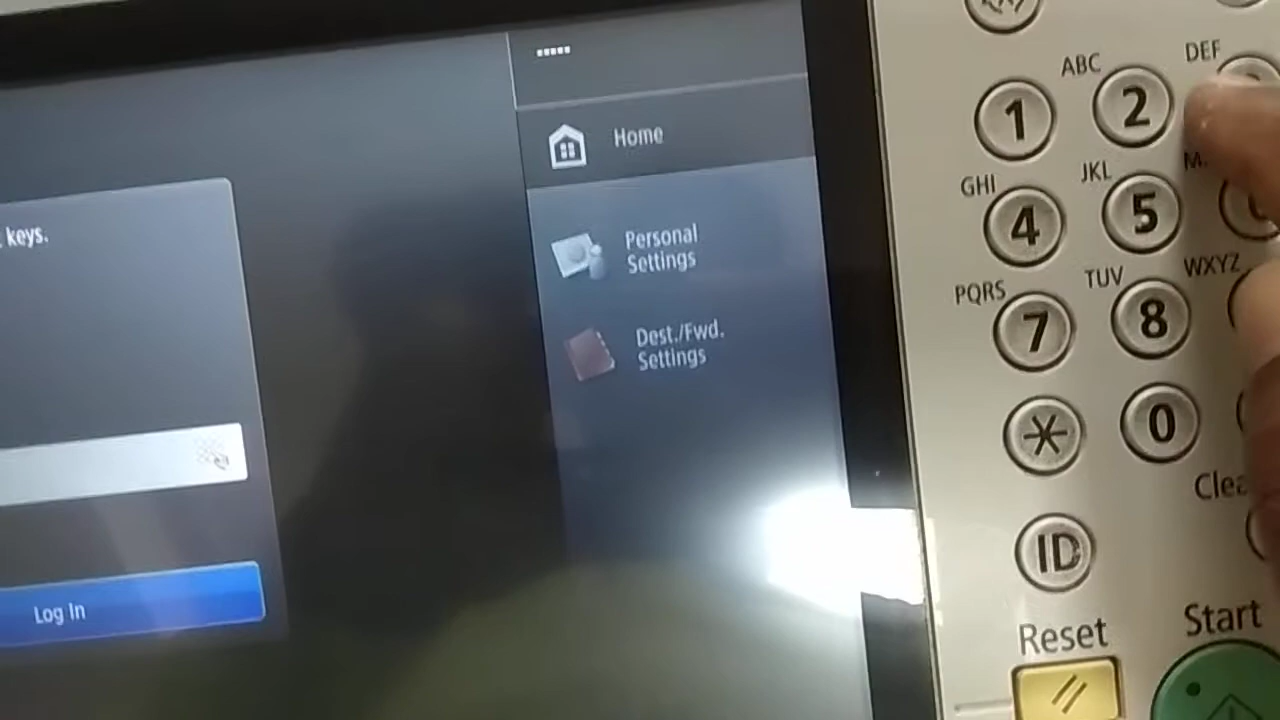 keys.
Log In
•••••
Home
Personal
Settings
Dest./Fwd.
Settings
ABC
DEF
1
2
GHI
JKL
4
5
PQRS
TUV
WXYZ
7
8
*
0
ID
Reset
Start